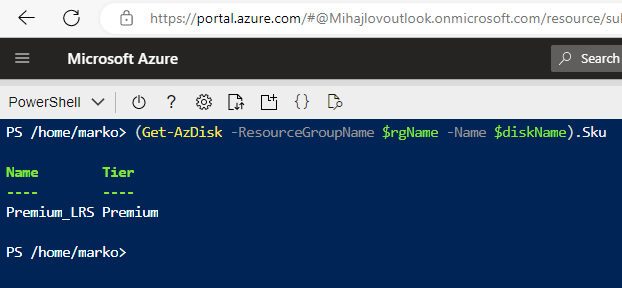 https://portal.azure.com/#@Mihajlovoutlook.onmicrosoft.com/resource/sul
Microsoft Azure
Search
PowerShell
PS /home/marko> (Get-AzDisk -ResourceGroupName $rgName -Name $diskName).Sku
Name Tier
---- ----
Premium_LRS Premium
PS /home/marko>